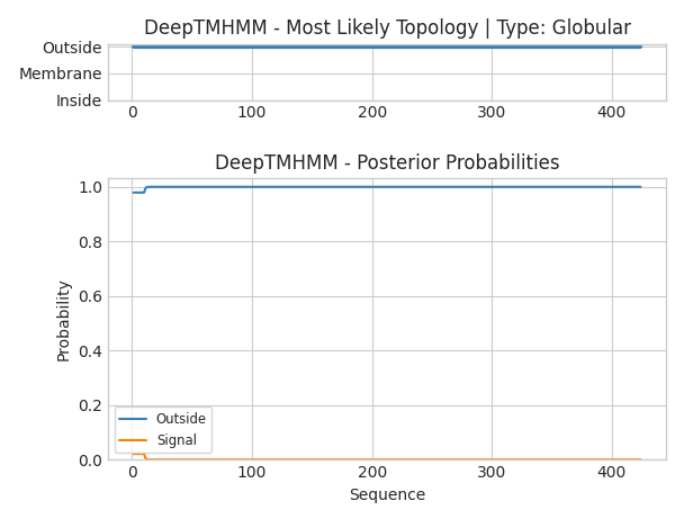 DeepTMHMM - Most Likely Topology | Type: Globular
Outside
Membrane
Inside
0 100 200 300 400
DeepTMHMM - Posterior Probabilities
1.0
0.8
0.6
0.4
0.2
0.0
Probability
Outside
Signal
0 100 200 300 400
Sequence